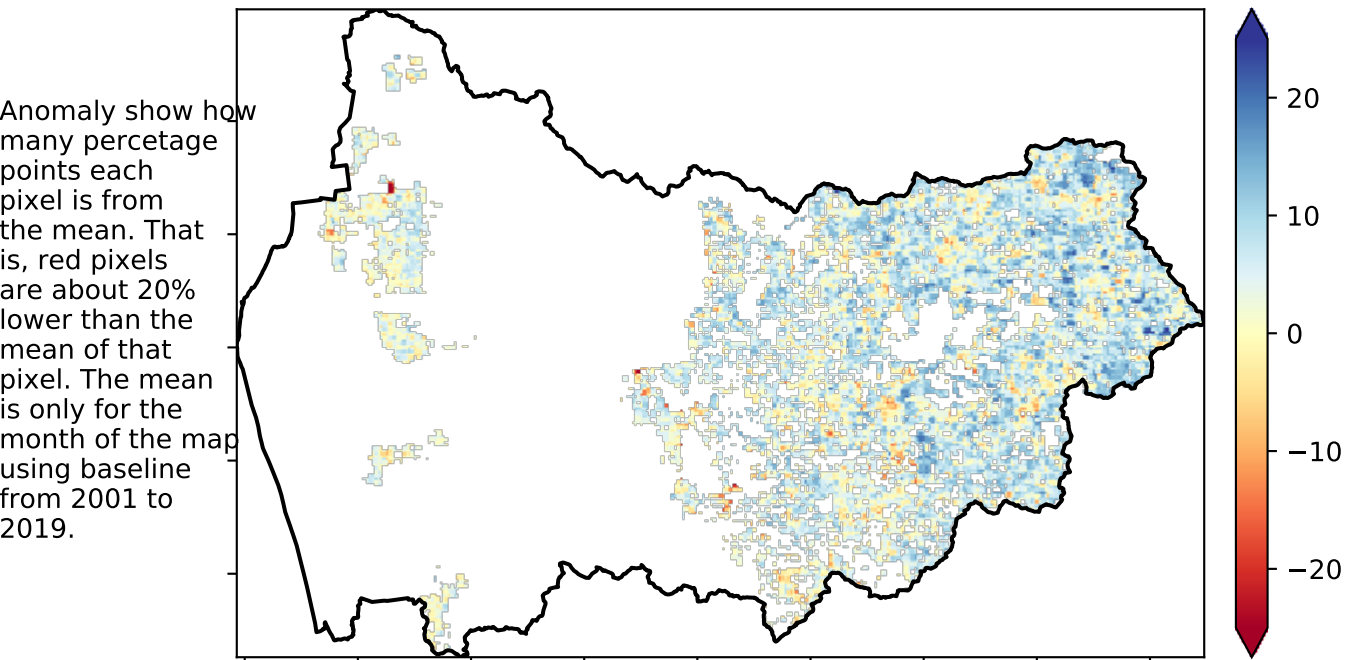 Anomaly show how
many percetage
points each
pixel is from
the mean. That
is, red pixels
are about 20%
lower than the
mean of that
pixel. The mean
is only for the
month of the map
using baseline
from 2001 to
2019.
20
10
0
−10
−20